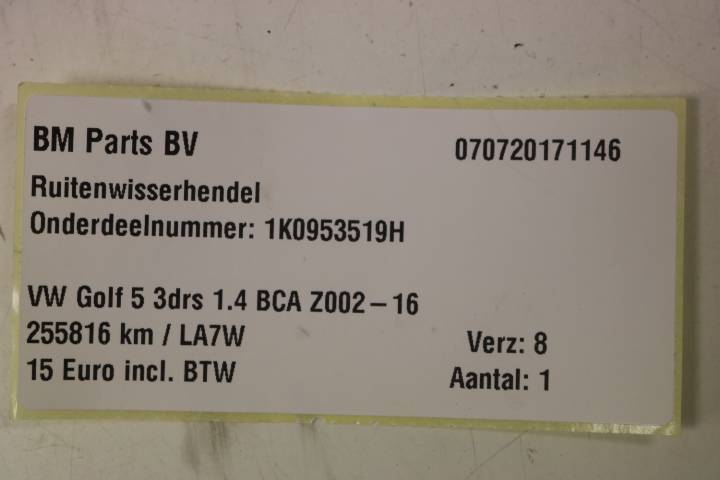 BM Parts BV 070720171146
Ruitenwisserhendel
Onderdeelnummer: 1K0953519H
VW Golf 5 3drs 1.4 BCA Z002-16
255816 km / LA7W Verz: 8
15 Euro incl. BTW Aantal: 1